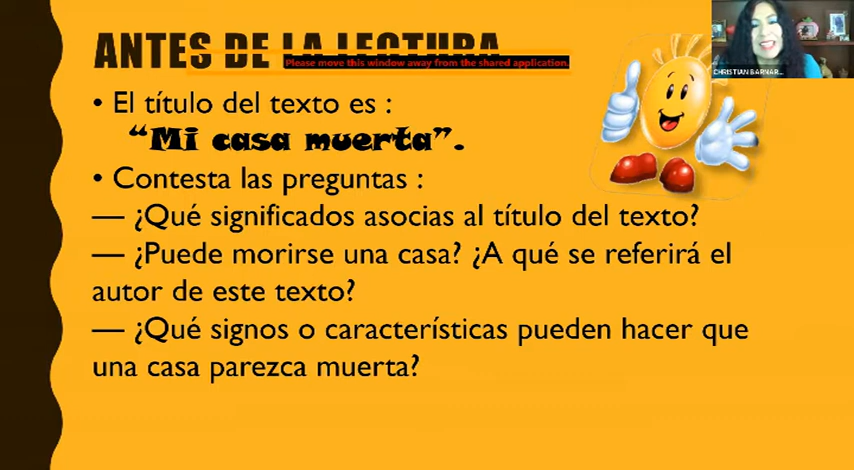 ANTES DE LA LECTURA
Please move this window away from the shared application.
• El título del texto es :
“Mi casa muerta”.
• Contesta las preguntas :
— ¿Qué significados asocias al título del texto?
— ¿Puede morirse una casa? ¿A qué se referirá el
autor de este texto?
— ¿Qué signos o características pueden hacer que
una casa parezca muerta?
CHRISTIAN BARNAR...